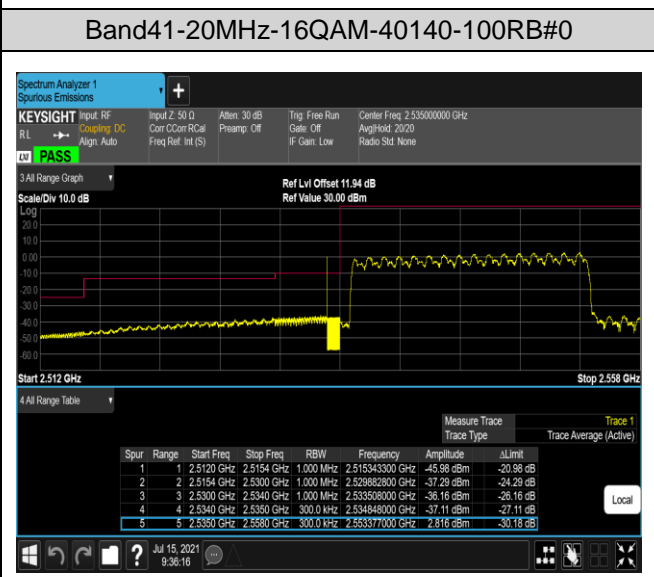 Band41-20MHz-16QAM-40140-100RB#0
Spectrum Analyzer 1
Spurious Emissions
KEYSIGHT Input: RF Input Z: 50 Ω Atten: 30 dB Trig: Free Run Center Freq: 2.535000000 GHz
RL Coupling: DC Corr CCorr RCal Preamp: Off Gate: Off Avg|Hold: 20/20
Align: Auto Freq Ref: Int (S) IF Gain: Low Radio Std: None
LXI PASS
3 All Range Graph
Ref Lvl Offset 11.94 dB
Scale/Div 10.0 dB Ref Value 30.00 dBm
Log
20.0
10.0
0.00
-10.0
-20.0
-30.0
-40.0
-50.0
-60.0
Start 2.512 GHz Stop 2.558 GHz
4 All Range Table
Measure Trace Trace 1
Trace Type Trace Average (Active)
Spur Range Start Freq Stop Freq RBW Frequency Amplitude ΔLimit
1 1 2.5120 GHz 2.5154 GHz 1.000 MHz 2.515343300 GHz -45.98 dBm -20.98 dB
2 2 2.5154 GHz 2.5300 GHz 1.000 MHz 2.529882800 GHz -37.29 dBm -24.29 dB
3 3 2.5300 GHz 2.5340 GHz 1.000 MHz 2.533508000 GHz -36.16 dBm -26.16 dB
4 4 2.5340 GHz 2.5350 GHz 300.0 kHz 2.534848000 GHz -37.11 dBm -27.11 dB
5 5 2.5350 GHz 2.5580 GHz 300.0 kHz 2.553377000 GHz 2.816 dBm -30.18 dB
Local
? Jul 15, 2021
9:36:16